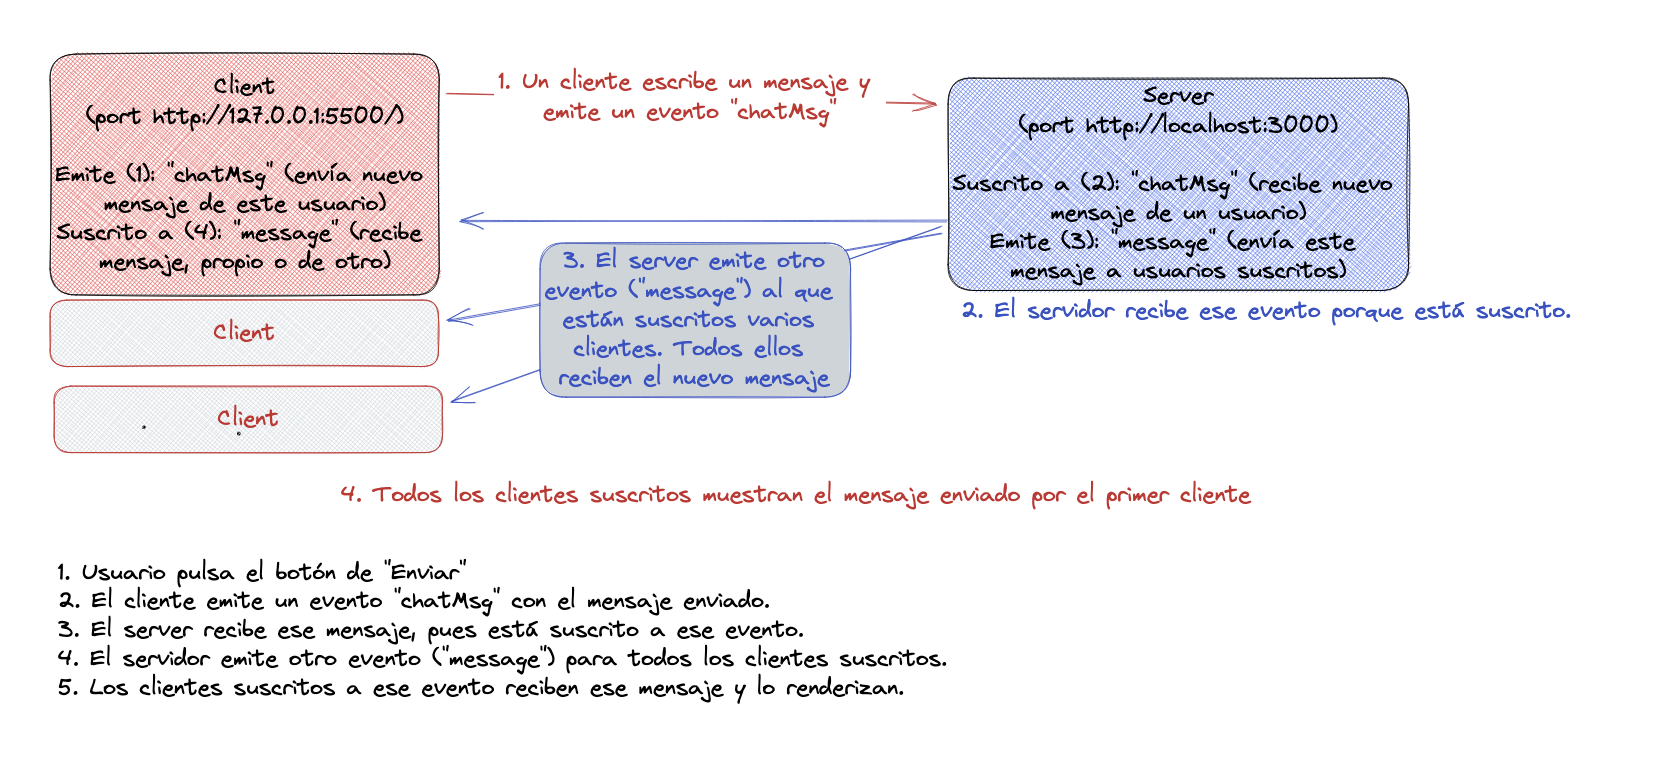 Client
(port http://127.0.0.1:5500/)
Emite (1): "chatMsg" (envía nuevo
mensaje de este usuario)
Suscrito a (4): "message" (recibe
mensaje, propio o de otro)
1. Un cliente escribe un mensaje y
emite un evento "chatMsg"
Server
(port http://localhost:3000)
Suscrito a (2): "chatMsg" (recibe nuevo
mensaje de un usuario)
Emite (3): "message" (envía este
mensaje a usuarios suscritos)
2. El servidor recibe ese evento porque está suscrito.
3. El server emite otro
evento ("message") al que
están suscritos varios
clientes. Todos ellos
reciben el nuevo mensaje
Client
Client
4. Todos los clientes suscritos muestran el mensaje enviado por el primer cliente
1. Usuario pulsa el botón de "Enviar"
2. El cliente emite un evento "chatMsg" con el mensaje enviado.
3. El server recibe ese mensaje, pues está suscrito a ese evento.
4. El servidor emite otro evento ("message") para todos los clientes suscritos.
5. Los clientes suscritos a ese evento reciben ese mensaje y lo renderizan.